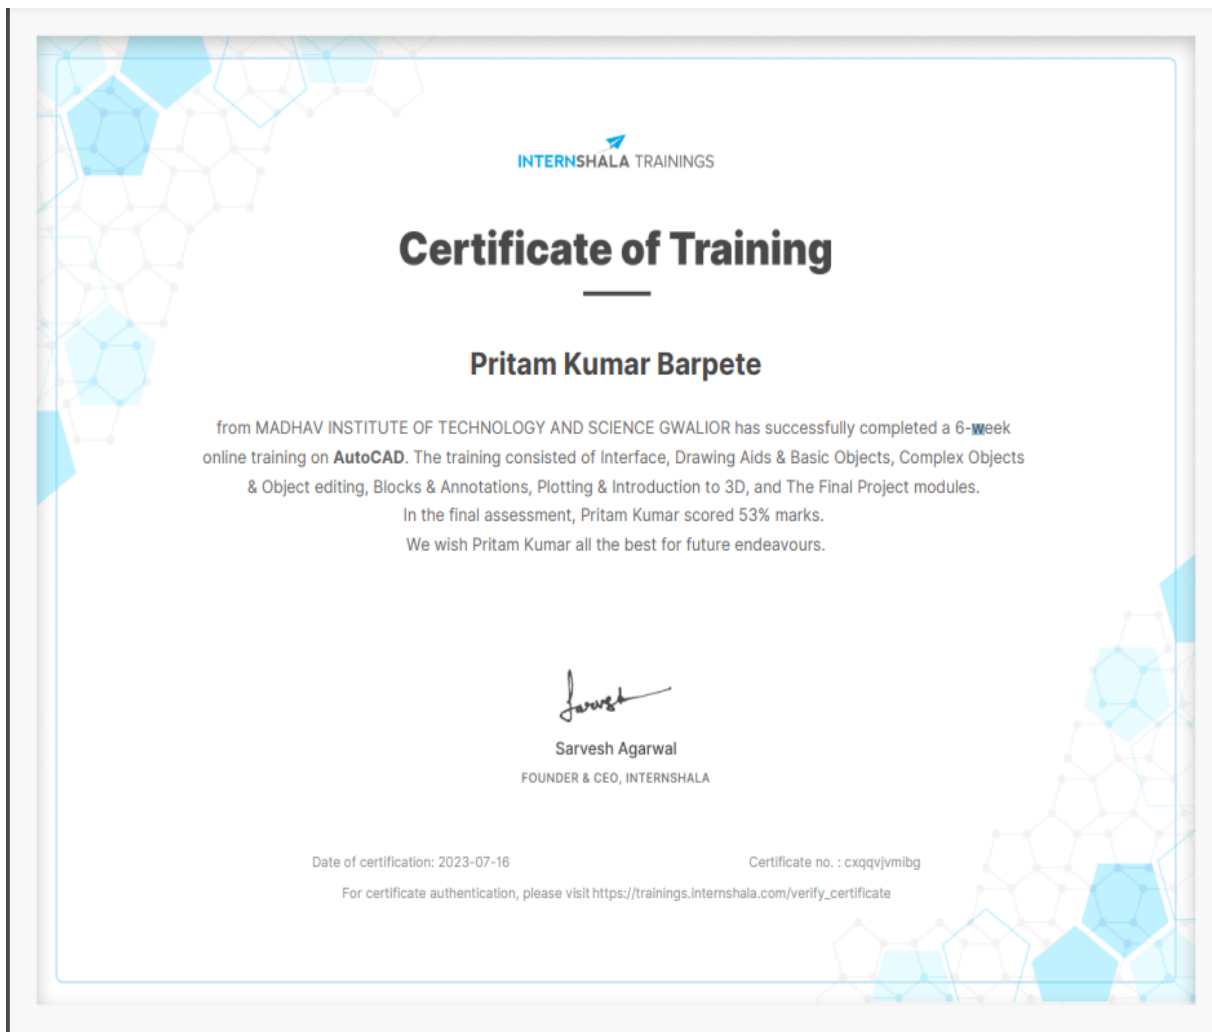 INTERNSHALA TRAININGS
Certificate of Training
Pritam Kumar Barpete
from MADHAV INSTITUTE OF TECHNOLOGY AND SCIENCE GWALIOR has successfully completed a 6-week
online training on AutoCAD. The training consisted of Interface, Drawing Aids & Basic Objects, Complex Objects
& Object editing, Blocks & Annotations, Plotting & Introduction to 3D, and The Final Project modules.
In the final assessment, Pritam Kumar scored 53% marks.
We wish Pritam Kumar all the best for future endeavours.
Sarvesh
Sarvesh Agarwal
FOUNDER & CEO, INTERNSHALA
Date of certification: 2023-07-16
Certificate no. : cxqqvjvmibg
For certificate authentication, please visit https://trainings.internshala.com/verify_certificate